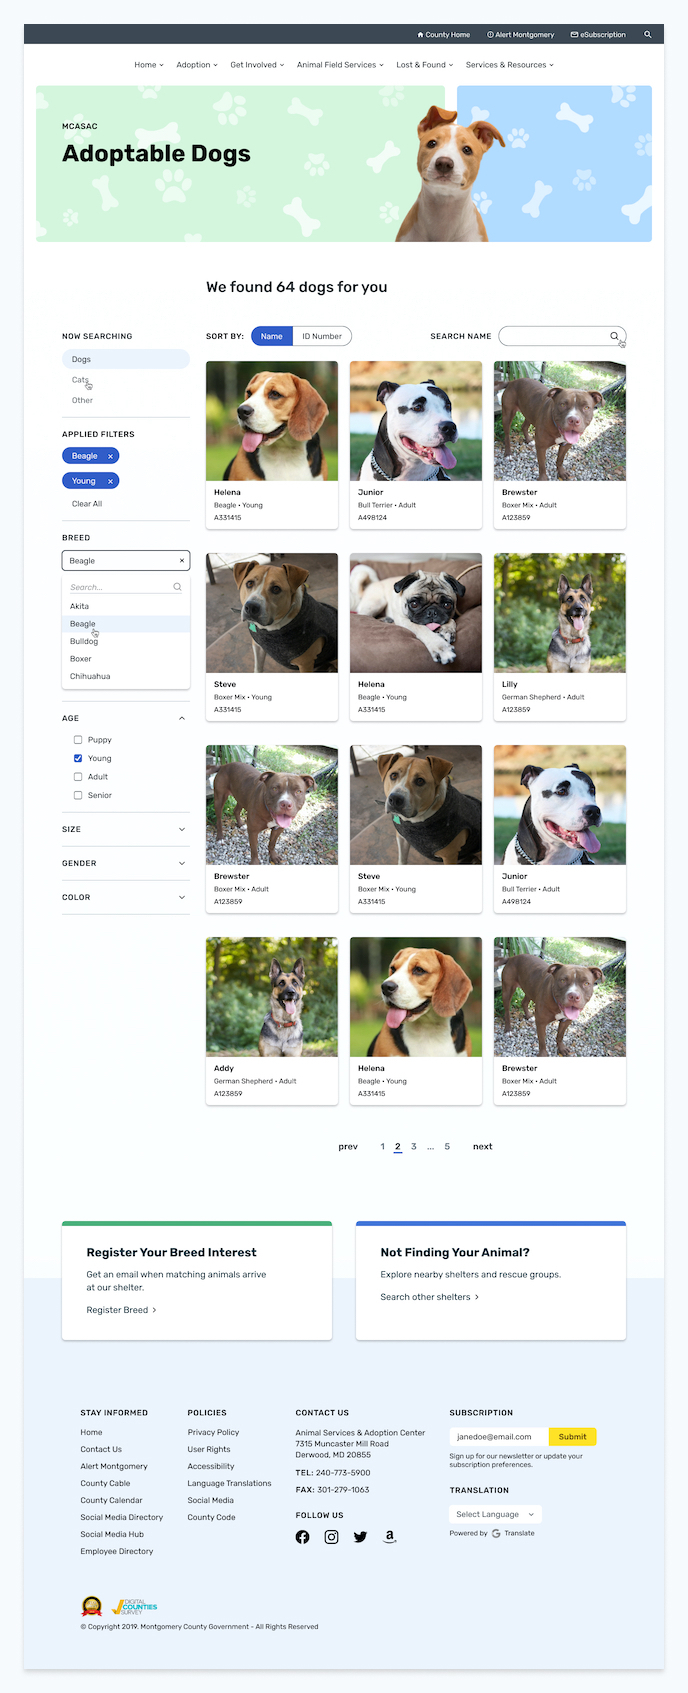 County Home
Alert Montgomery
eSubscription
Home
Adoption
Get Involved
Animal Field Services
Lost & Found
Services & Resources
MCASAC
Adoptable Dogs
We found 64 dogs for you
NOW SEARCHING
Dogs
Cats
Other
APPLIED FILTERS
Beagle ×
Young ×
Clear All
BREED
Beagle ×
Search...
Akita
Beagle
Bulldog
Boxer
Chihuahua
AGE
Puppy
Young
Adult
Senior
SIZE
GENDER
COLOR
SORT BY: Name ID Number
SEARCH NAME
Helena
Beagle • Young
A331415
Junior
Bull Terrier • Adult
A498124
Brewster
Boxer Mix • Adult
A123859
Steve
Boxer Mix • Young
A331415
Helena
Beagle • Young
A331415
Lilly
German Shepherd • Adult
A123859
Brewster
Boxer Mix • Adult
A123859
Steve
Boxer Mix • Young
A331415
Junior
Bull Terrier • Adult
A498124
Addy
German Shepherd • Adult
A123859
Helena
Beagle • Young
A331415
Brewster
Boxer Mix • Adult
A123859
prev 1 2 3 ... 5 next
Register Your Breed Interest
Get an email when matching animals arrive
at our shelter.
Register Breed >
Not Finding Your Animal?
Explore nearby shelters and rescue groups.
Search other shelters >
STAY INFORMED
Home
Contact Us
Alert Montgomery
County Cable
County Calendar
Social Media Directory
Social Media Hub
Employee Directory
POLICIES
Privacy Policy
User Rights
Accessibility
Language Translations
Social Media
County Code
CONTACT US
Animal Services & Adoption Center
7315 Muncaster Mill Road
Derwood, MD 20855
TEL: 240-773-5900
FAX: 301-279-1063
FOLLOW US
SUBSCRIPTION
janedoe@email.com Submit
Sign up for our newsletter or update your
subscription preferences.
TRANSLATION
Select Language
Powered by G Translate
DIGITAL
COUNTIES
SURVEY
© Copyright 2019. Montgomery County Government - All Rights Reserved